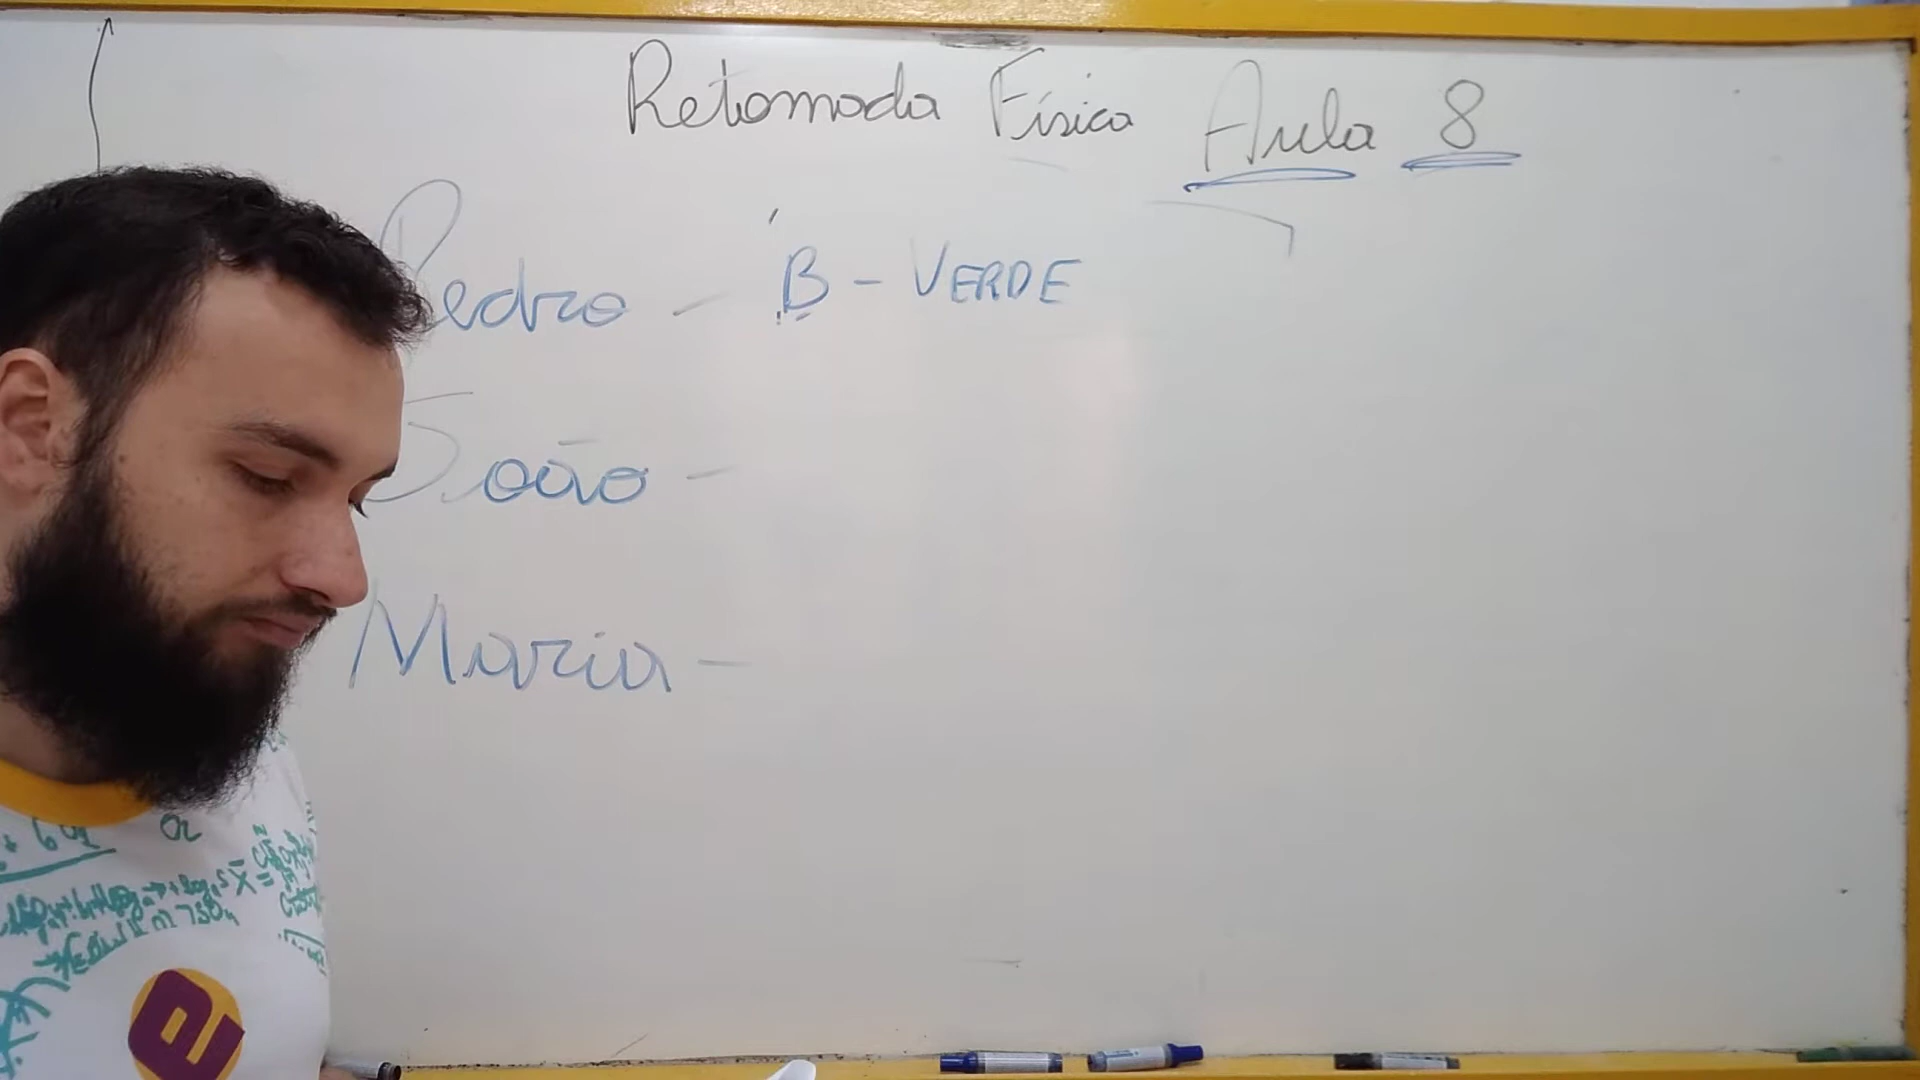 Retomada Física Aula 8
Pedro - B - VERDE
João -
Maria -